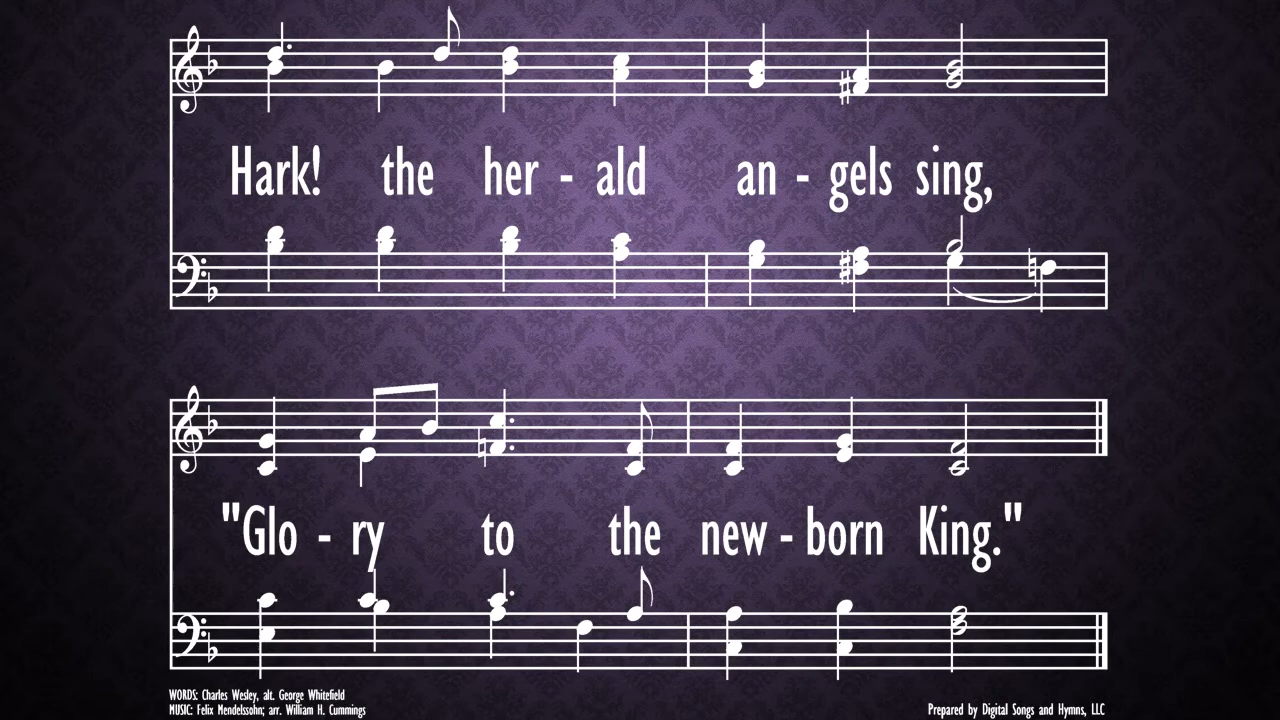 Hark! the her - ald an - gels sing,
"Glo - ry to the new - born King."
WORDS: Charles Wesley, alt. George Whitefield
MUSIC: Felix Mendelssohn; arr. William H. Cummings
Prepared by Digital Songs and Hymns, LLC